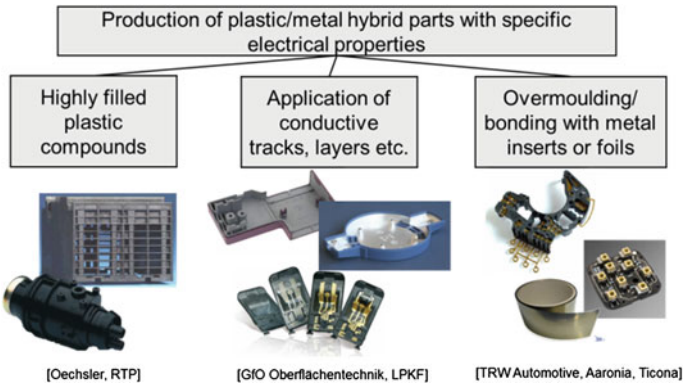 Production of plastic/metal hybrid parts with specific
electrical properties
Highly filled
plastic
compounds
Application of
conductive
tracks, layers etc.
Overmoulding/
bonding with metal
inserts or foils
[Oechsler, RTP]
[GfO Oberflächentechnik, LPKF]
[TRW Automotive, Aaronia, Ticona]